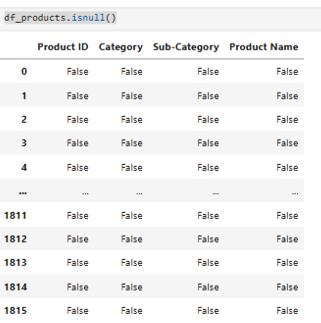 df_products.isnull()
Product ID Category Sub-Category Product Name
0 False False False False
1 False False False False
2 False False False False
3 False False False False
4 False False False False
... ... ... ... ...
1811 False False False False
1812 False False False False
1813 False False False False
1814 False False False False
1815 False False False False